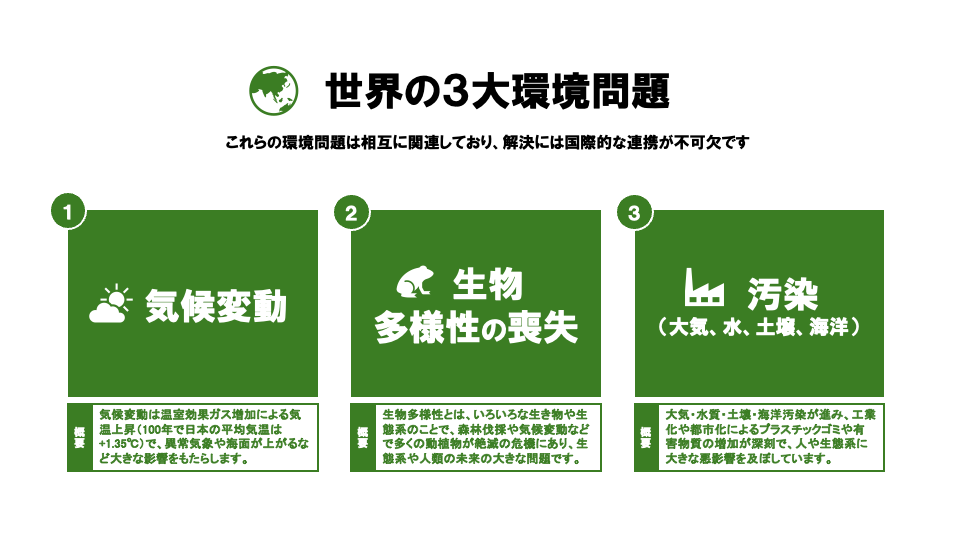 世界の3大環境問題
これらの環境問題は相互に関連しており、解決には国際的な連携が不可欠です
1
気候変動
概要
気候変動は温室効果ガス増加による気
温上昇（100年で日本の平均気温は
+1.35℃）で、異常気象や海面が上がるな
ど大きな影響をもたらします。
2
生物
多様性の喪失
概要
生物多様性とは、いろいろな生き物や生
態系のことで、森林伐採や気候変動など
で多くの動植物が絶滅の危機にあり、生
態系や人類の未来の大きな問題です。
3
汚染
（大気、水、土壌、海洋）
概要
大気・水質・土壌・海洋汚染が進み、工業
化や都市化によるプラスチックゴミや有
害物質の増加が深刻で、人や生態系に
大きな悪影響を及ぼしています。